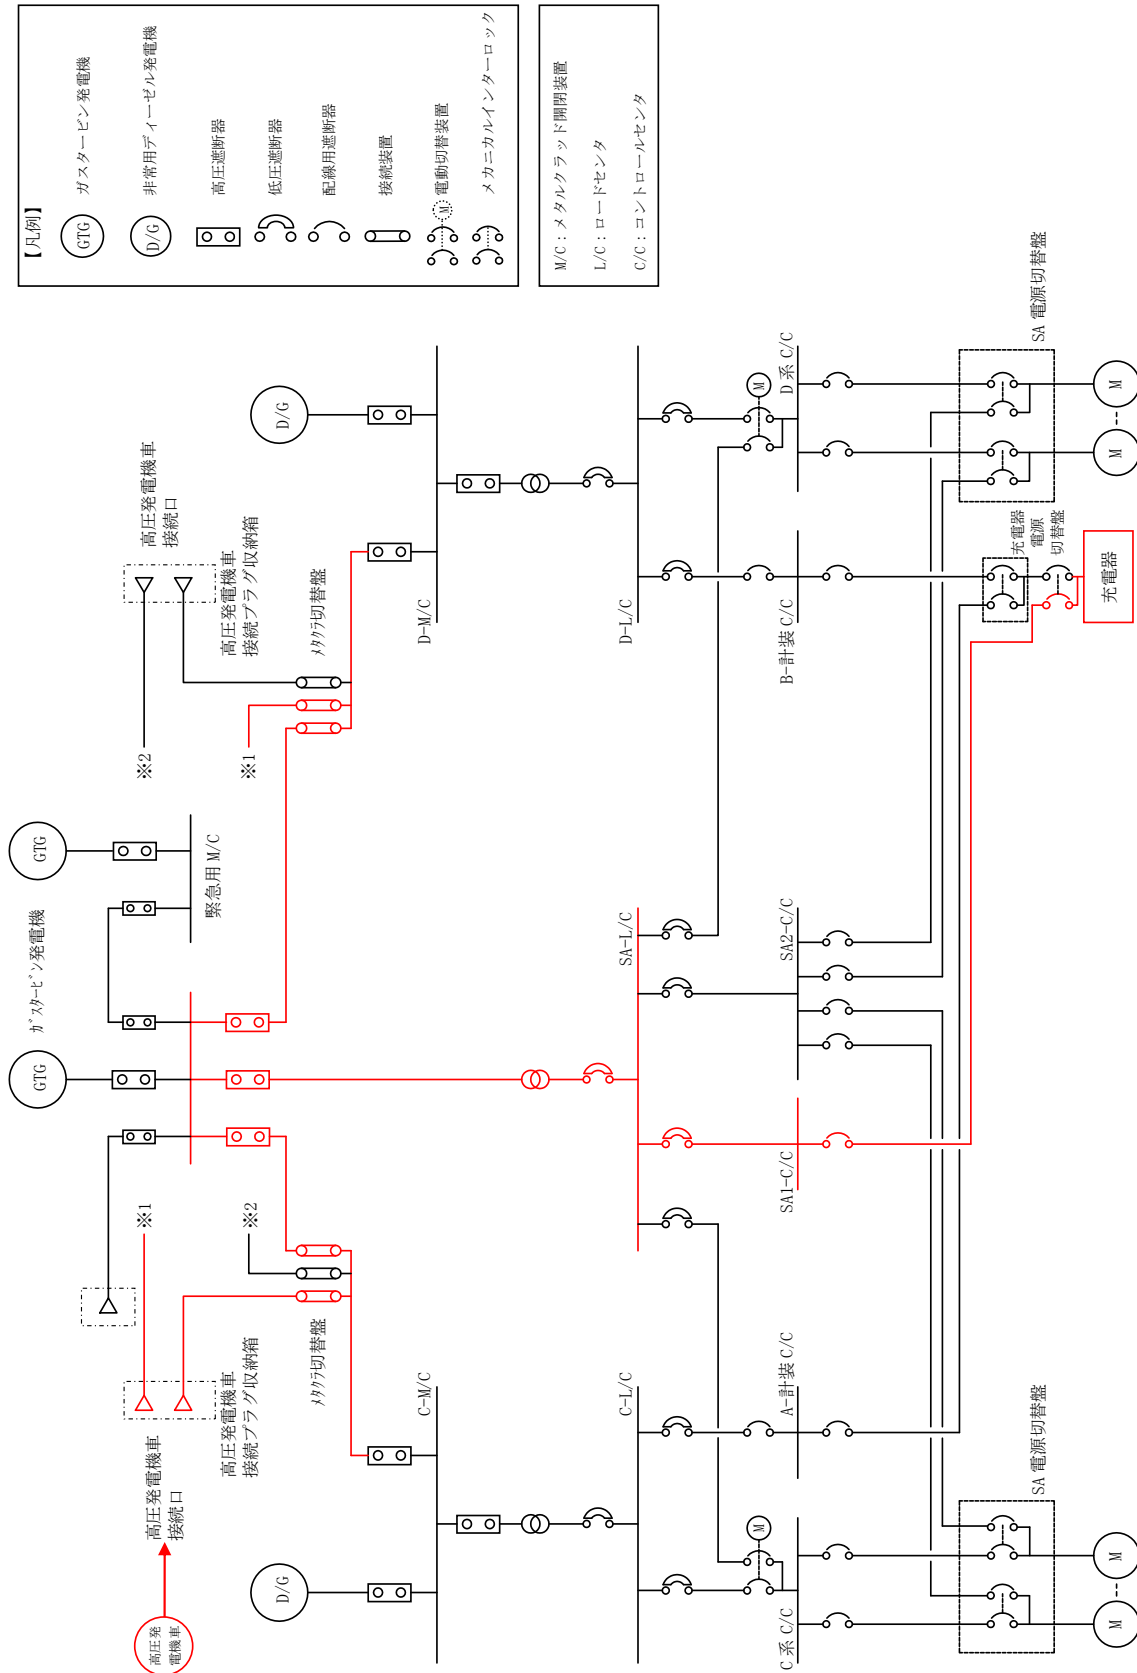 【凡例】
GTG
ガスタービン発電機
D/G
非常用ディーゼル発電機
高圧遮断器
低圧遮断器
配線用遮断器
接続装置
M
電動切替装置
メカニカルインターロック
M/C：メタルクラッド開閉装置
L/C：ロードセンタ
C/C：コントロールセンタ
高圧発
電機車
高圧発電機車
接続口
高圧発電機車
接続プラグ収納箱
※1
※2
ｶﾞｽﾀｰﾋﾞﾝ発電機
GTG
GTG
緊急用 M/C
※2
※1
高圧発電機車
接続口
高圧発電機車
接続プラグ収納箱
ﾒﾀｸﾗ切替盤
ﾒﾀｸﾗ切替盤
D/G
D/G
C-M/C
D-M/C
C-L/C
SA-L/C
D-L/C
M
M
C 系 C/C
A-計装 C/C
SA1-C/C
SA2-C/C
B-計装 C/C
D 系 C/C
SA 電源切替盤
充電器
電源
切替盤
SA 電源切替盤
M
M
充電器
M
M